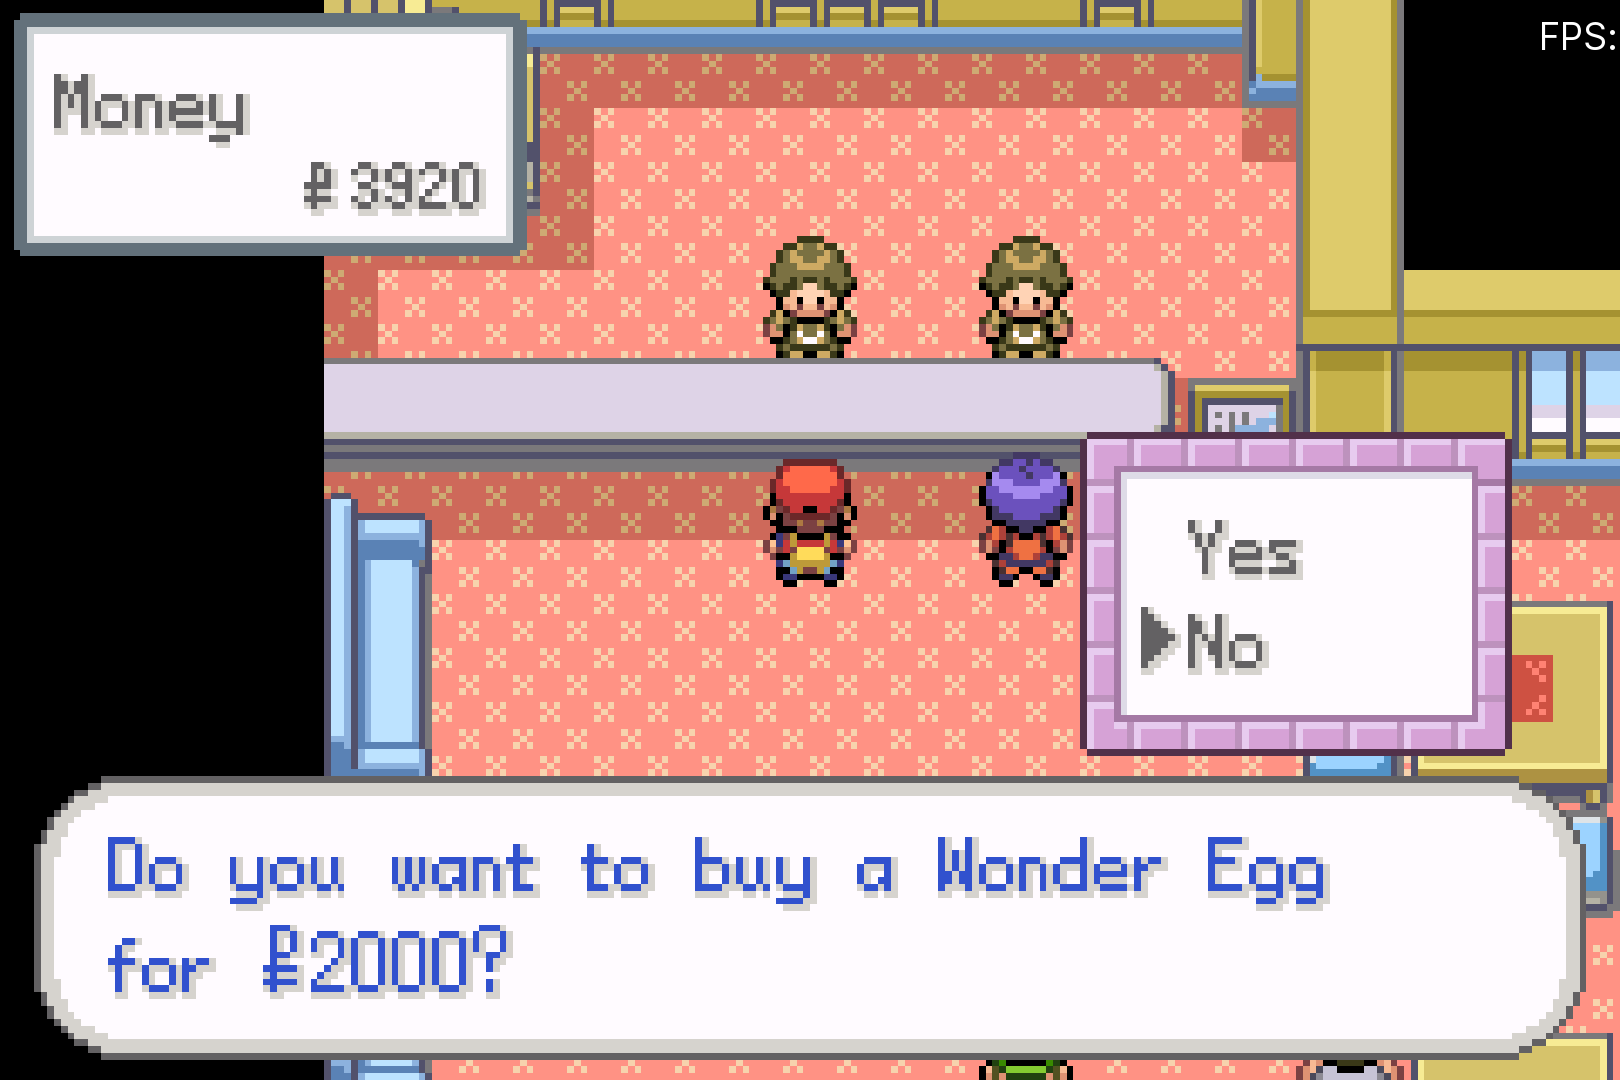 Money
₽3920
FPS:
Yes
No
Do you want to buy a Wonder Egg
for ₽2000?